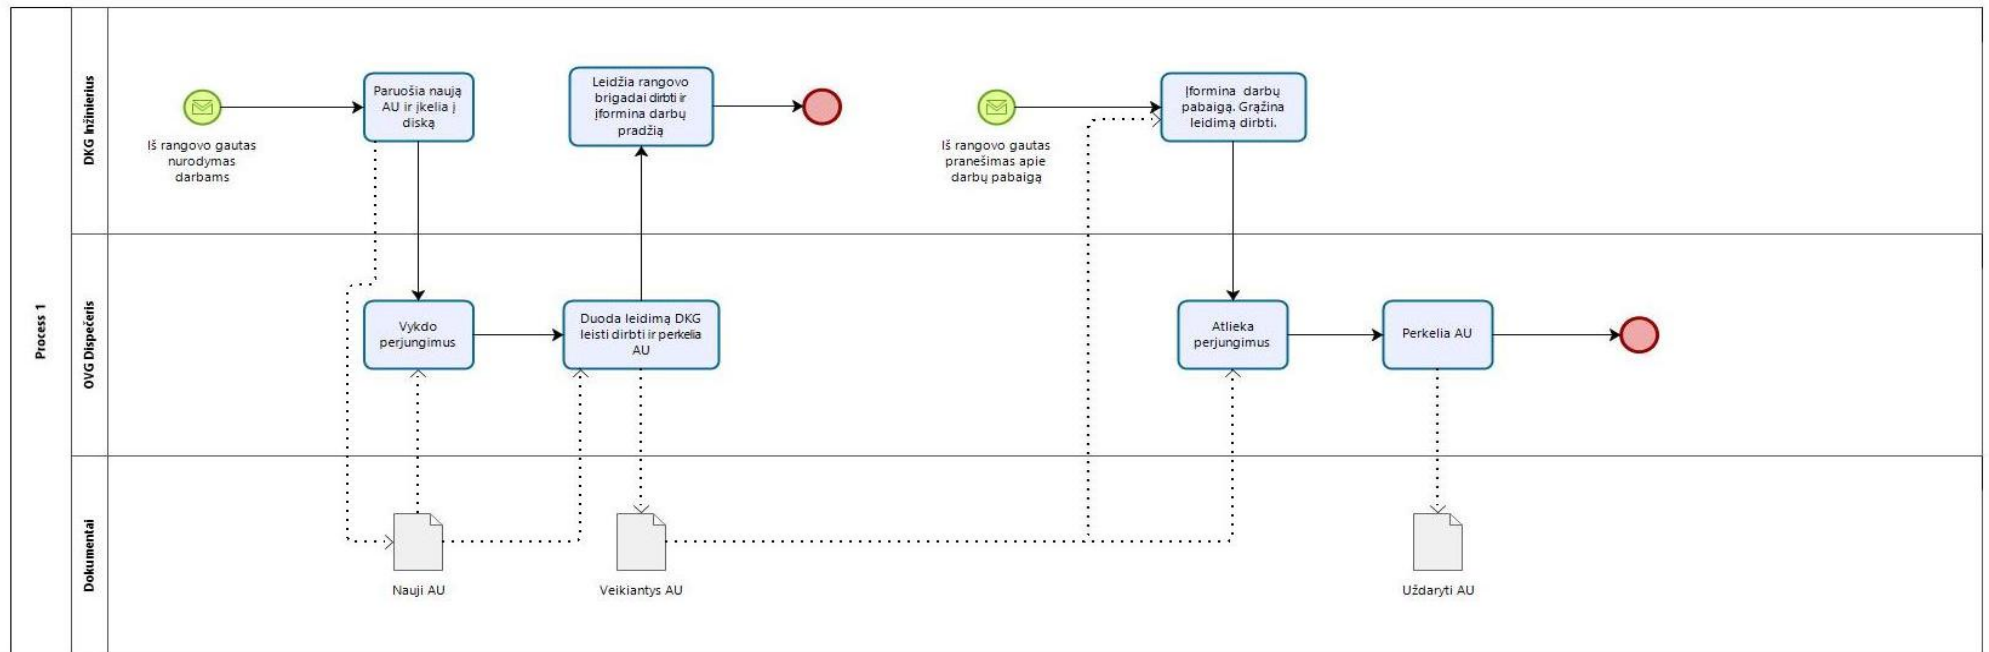 Process 1
DKG Inžinierius
Iš rangovo gautas
nurodymas
darbams
Paruošia naują
AU ir įkelia į
diską
Leidžia rangovo
brigadai dirbti ir
įformina darbų
pradžią
Iš rangovo gautas
pranešimas apie
darbų pabaigą
Įformina darbų
pabaigą. Grąžina
leidimą dirbti.
OVG Dispečeris
Vykdo
perjungimus
Duoda leidimą DKG
leisti dirbti ir perkelia
AU
Atlieka
perjungimus
Perkelia AU
Dokumentai
Nauji AU
Veikiantys AU
Uždaryti AU